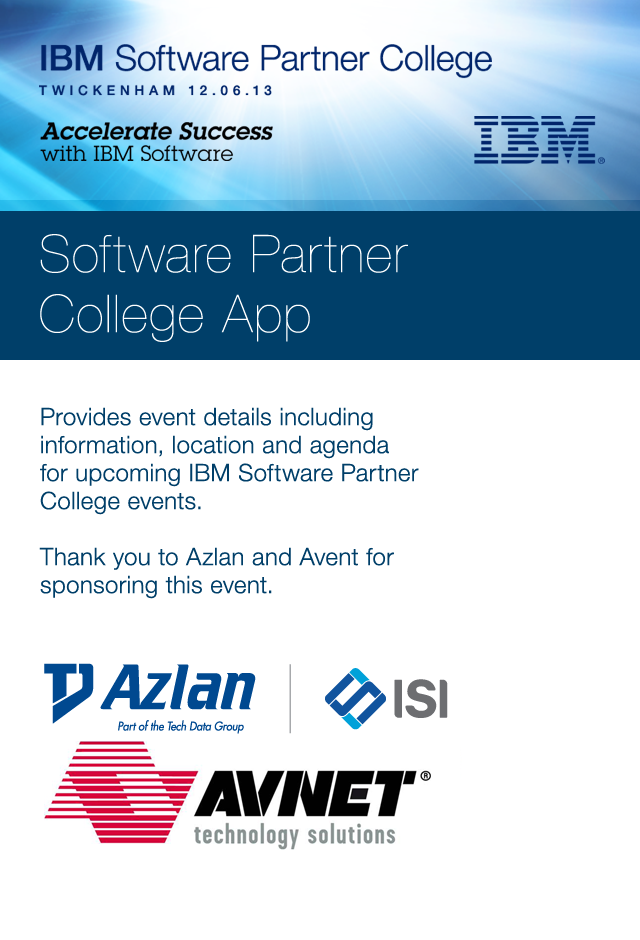 IBM Software Partner College
TWICKENHAM 12.06.13
Accelerate Success
with IBM Software
IBM®
Software Partner
College App
Provides event details including
information, location and agenda
for upcoming IBM Software Partner
College events.
Thank you to Azlan and Avent for
sponsoring this event.
TD Azlan
Part of the Tech Data Group
ISI
AVNET®
technology solutions